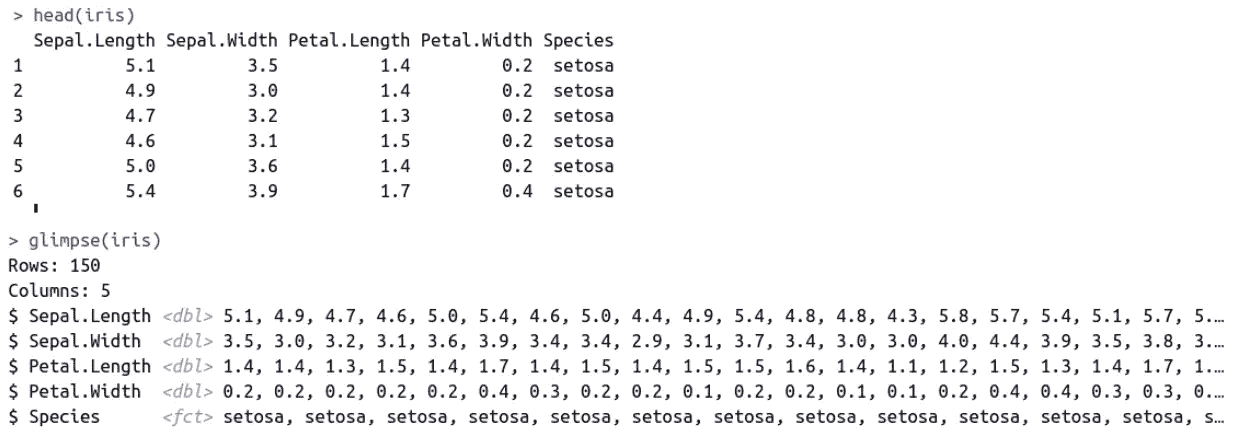 > head(iris)
  Sepal.Length Sepal.Width Petal.Length Petal.Width Species
1          5.1         3.5          1.4         0.2  setosa
2          4.9         3.0          1.4         0.2  setosa
3          4.7         3.2          1.3         0.2  setosa
4          4.6         3.1          1.5         0.2  setosa
5          5.0         3.6          1.4         0.2  setosa
6          5.4         3.9          1.7         0.4  setosa
> glimpse(iris)
Rows: 150
Columns: 5
$ Sepal.Length <dbl> 5.1, 4.9, 4.7, 4.6, 5.0, 5.4, 4.6, 5.0, 4.4, 4.9, 5.4, 4.8, 4.8, 4.3, 5.8, 5.7, 5.4, 5.1, 5.7, 5.…
$ Sepal.Width  <dbl> 3.5, 3.0, 3.2, 3.1, 3.6, 3.9, 3.4, 3.4, 2.9, 3.1, 3.7, 3.4, 3.0, 3.0, 4.0, 4.4, 3.9, 3.5, 3.8, 3.…
$ Petal.Length <dbl> 1.4, 1.4, 1.3, 1.5, 1.4, 1.7, 1.4, 1.5, 1.4, 1.5, 1.5, 1.6, 1.4, 1.1, 1.2, 1.5, 1.3, 1.4, 1.7, 1.…
$ Petal.Width  <dbl> 0.2, 0.2, 0.2, 0.2, 0.2, 0.4, 0.3, 0.2, 0.2, 0.1, 0.2, 0.2, 0.1, 0.1, 0.2, 0.4, 0.4, 0.3, 0.3, 0.…
$ Species      <fct> setosa, setosa, setosa, setosa, setosa, setosa, setosa, setosa, setosa, setosa, setosa, setosa, s…